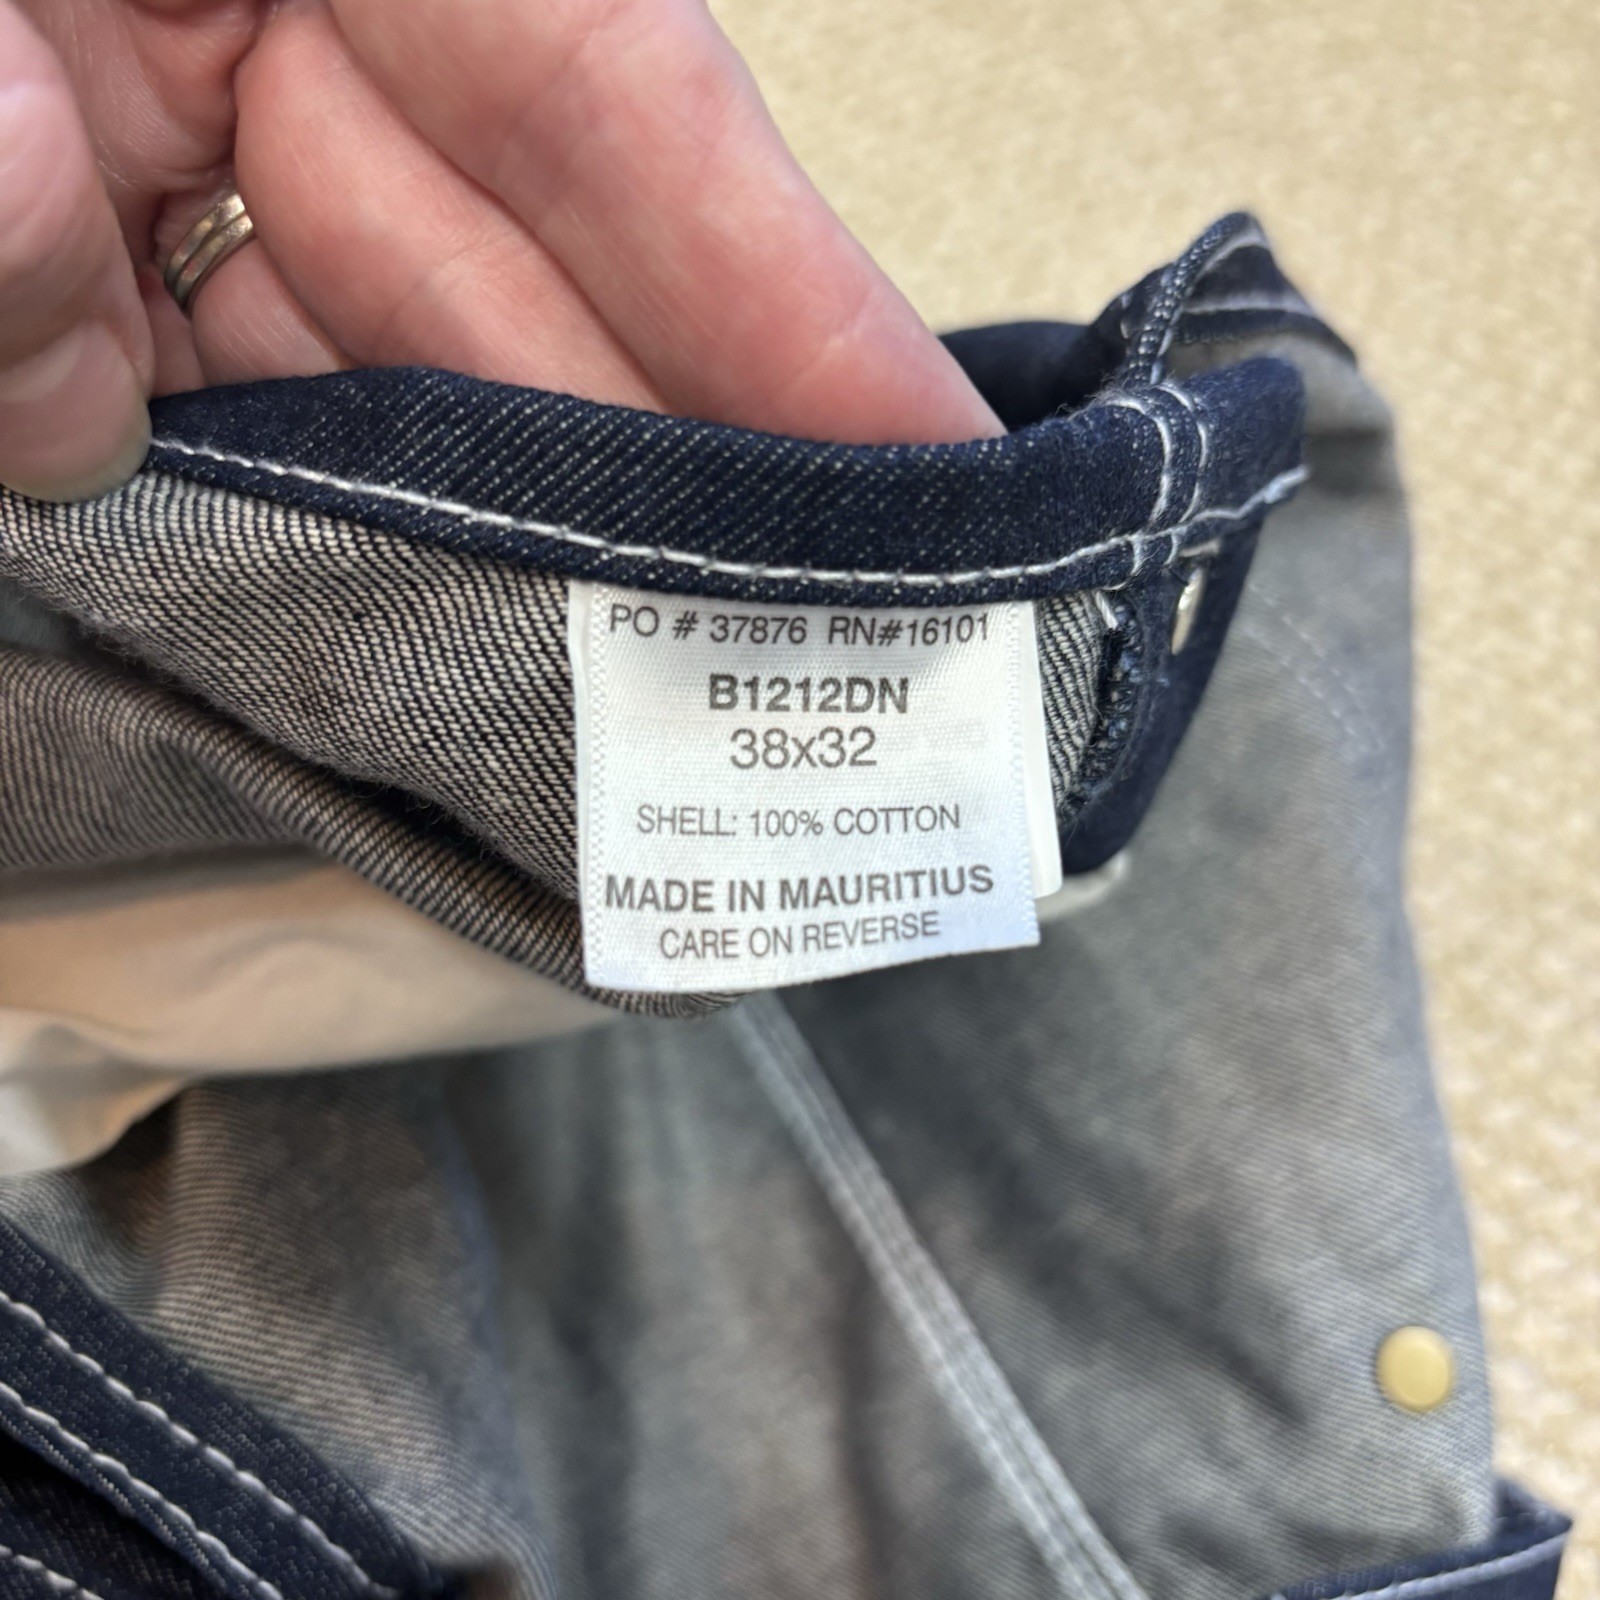 PO # 37876 RN#16101
B1212DN
38x32
SHELL: 100% COTTON
MADE IN MAURITIUS
CARE ON REVERSE